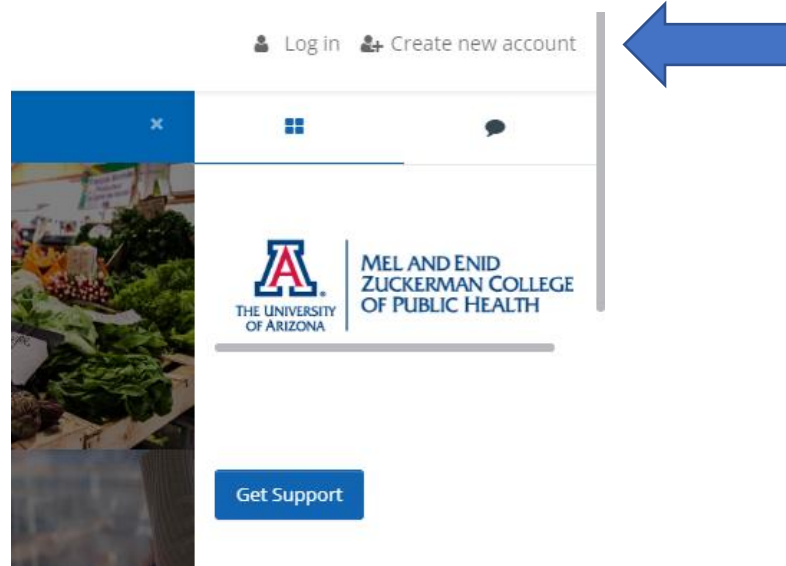 Log in Create new account
MEL AND ENID
ZUCKERMAN COLLEGE
OF PUBLIC HEALTH
THE UNIVERSITY
OF ARIZONA
Get Support